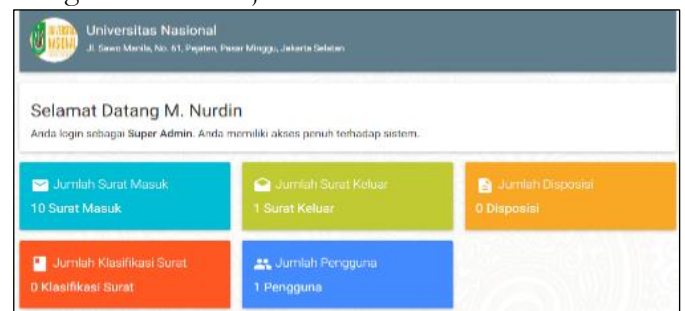 Universitas Nasional
Jl. Sawo Manila, No. 61, Pejaten, Pasar Minggu, Jakarta Selatan
Selamat Datang M. Nurdin
Anda login sebagai Super Admin. Anda memiliki akses penuh terhadap sistem.
Jumlah Surat Masuk
10 Surat Masuk
Jumlah Surat Keluar
1 Surat Keluar
Jumlah Disposisi
0 Disposisi
Jumlah Klasifikasi Surat
0 Klasifikasi Surat
Jumlah Pengguna
1 Pengguna